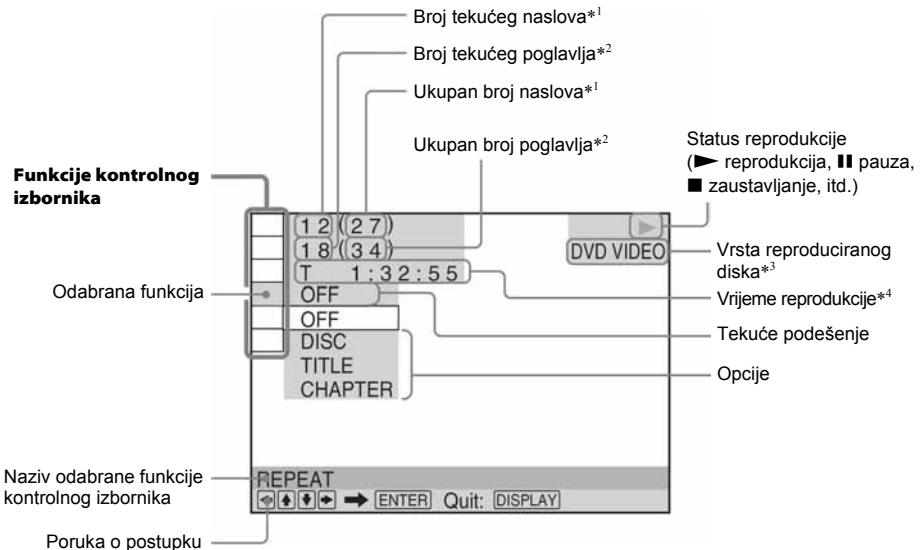 Broj tekućeg naslova*1
Broj tekućeg poglavlja*2
Ukupan broj naslova*1
Ukupan broj poglavlja*2
Status reprodukcije
(► reprodukcija, ▮▮ pauza,
■ zaustavljanje, itd.)
Funkcije kontrolnog
izbornika
12(27)
18(34)
DVD VIDEO
Vrsta reproduciranog
diska*3
T 1:32:55
Vrijeme reprodukcije*4
Odabrana funkcija
OFF
Tekuće podešenje
OFF
DISC
TITLE
CHAPTER
Opcije
Naziv odabrane funkcije
kontrolnog izbornika
REPEAT
ENTER Quit: DISPLAY
Poruka o postupku